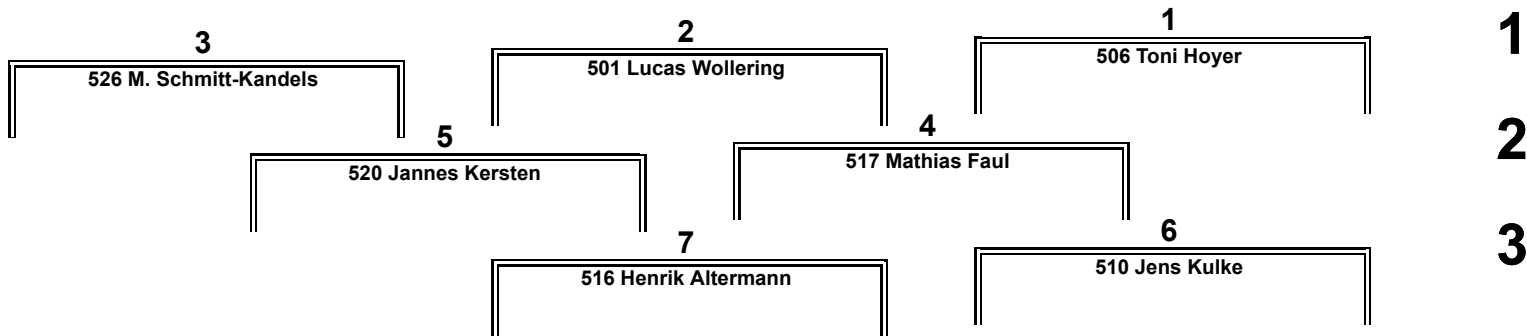 3 2 1 1
526 M. Schmitt-Kandels 501 Lucas Wollering 506 Toni Hoyer
5 4 2
520 Jannes Kersten 517 Mathias Faul
7 6 3
516 Henrik Altermann 510 Jens Kulke